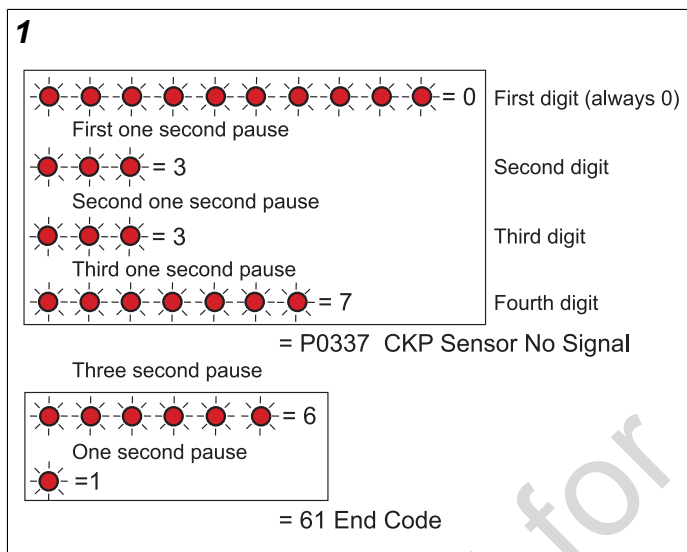 1
= 0 First digit (always 0)
First one second pause
= 3 Second digit
Second one second pause
= 3 Third digit
Third one second pause
= 7 Fourth digit
= P0337 CKP Sensor No Signal
Three second pause
= 6
One second pause
=1
= 61 End Code
for